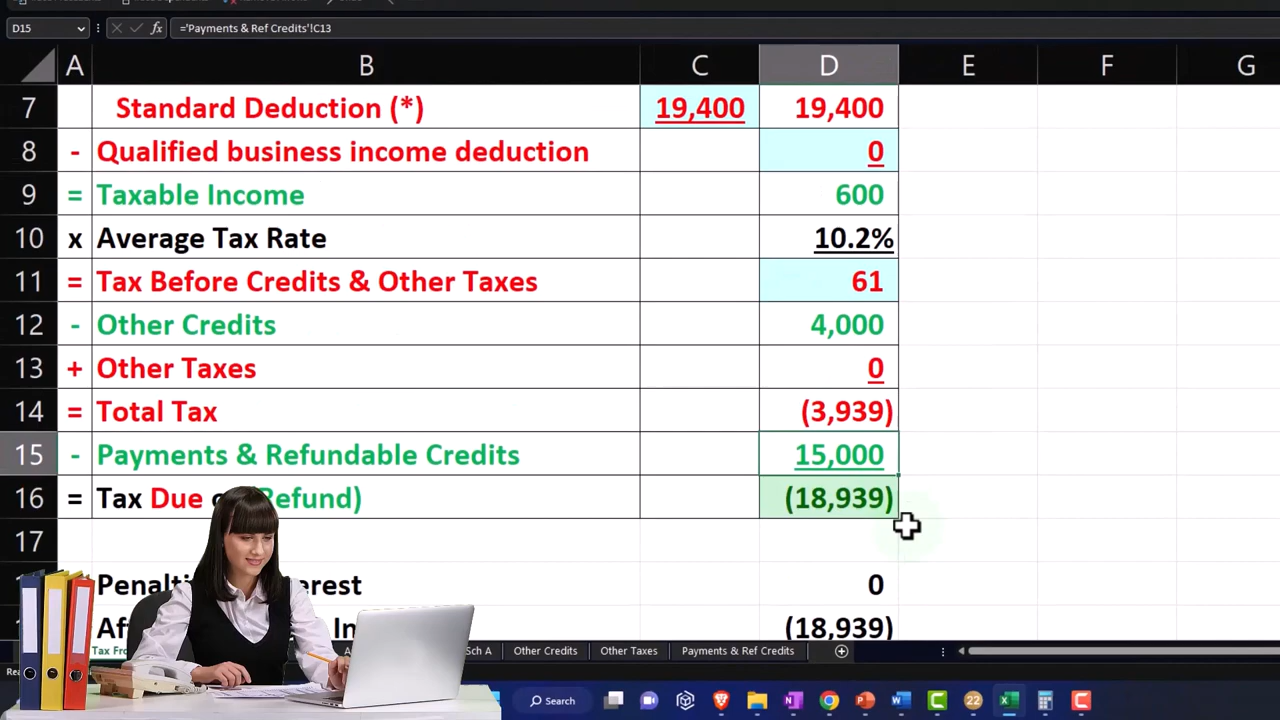 D15 fx ='Payments & Ref Credits'!C13
A B C D E F G
7 Standard Deduction (*) 19,400 19,400
8 - Qualified business income deduction 0
9 = Taxable Income 600
10 x Average Tax Rate 10.2%
11 = Tax Before Credits & Other Taxes 61
12 - Other Credits 4,000
13 + Other Taxes 0
14 = Total Tax (3,939)
15 - Payments & Refundable Credits 15,000
16 = Tax Due Refund) (18,939)
17
0
(18,939)
Tax Sch A Other Credits Other Taxes Payments & Ref Credits
Search 22